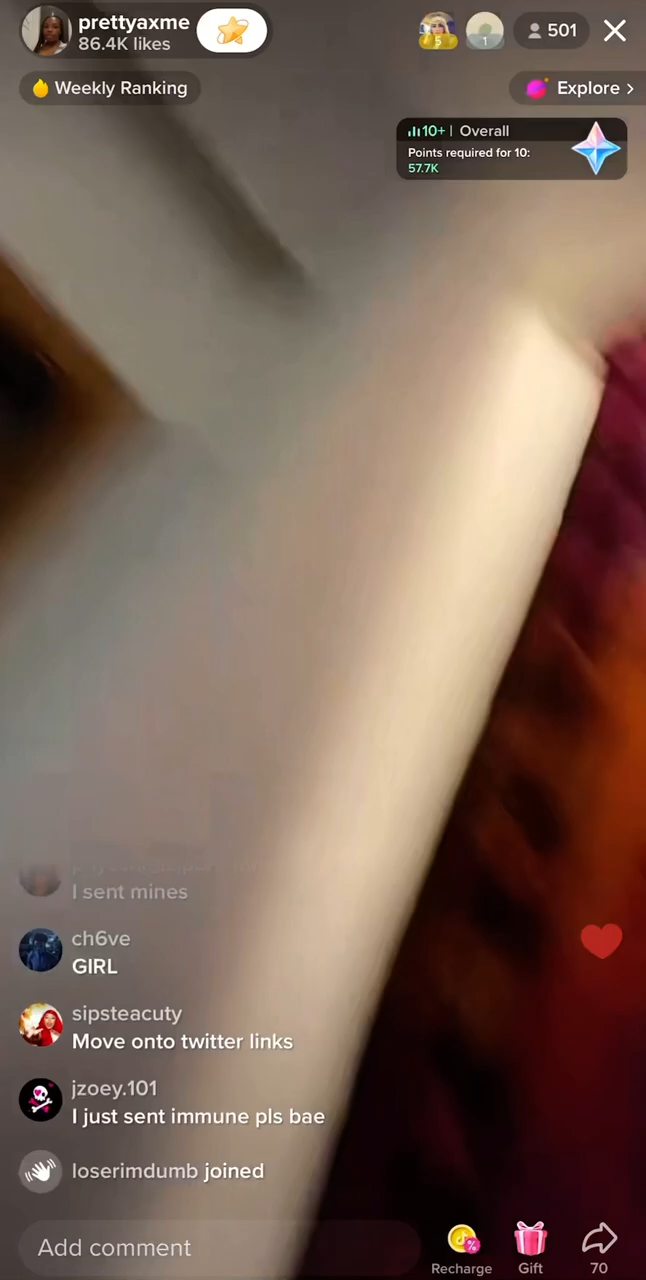 prettyaxme
86.4K likes
5
1
501
Weekly Ranking
Explore >
10+ | Overall
Points required for 10:
57.7K
I sent mines
ch6ve
GIRL
sipsteacuty
Move onto twitter links
jzoey.101
I just sent immune pls bae
loserimdumb joined
Add comment
Recharge
Gift
70